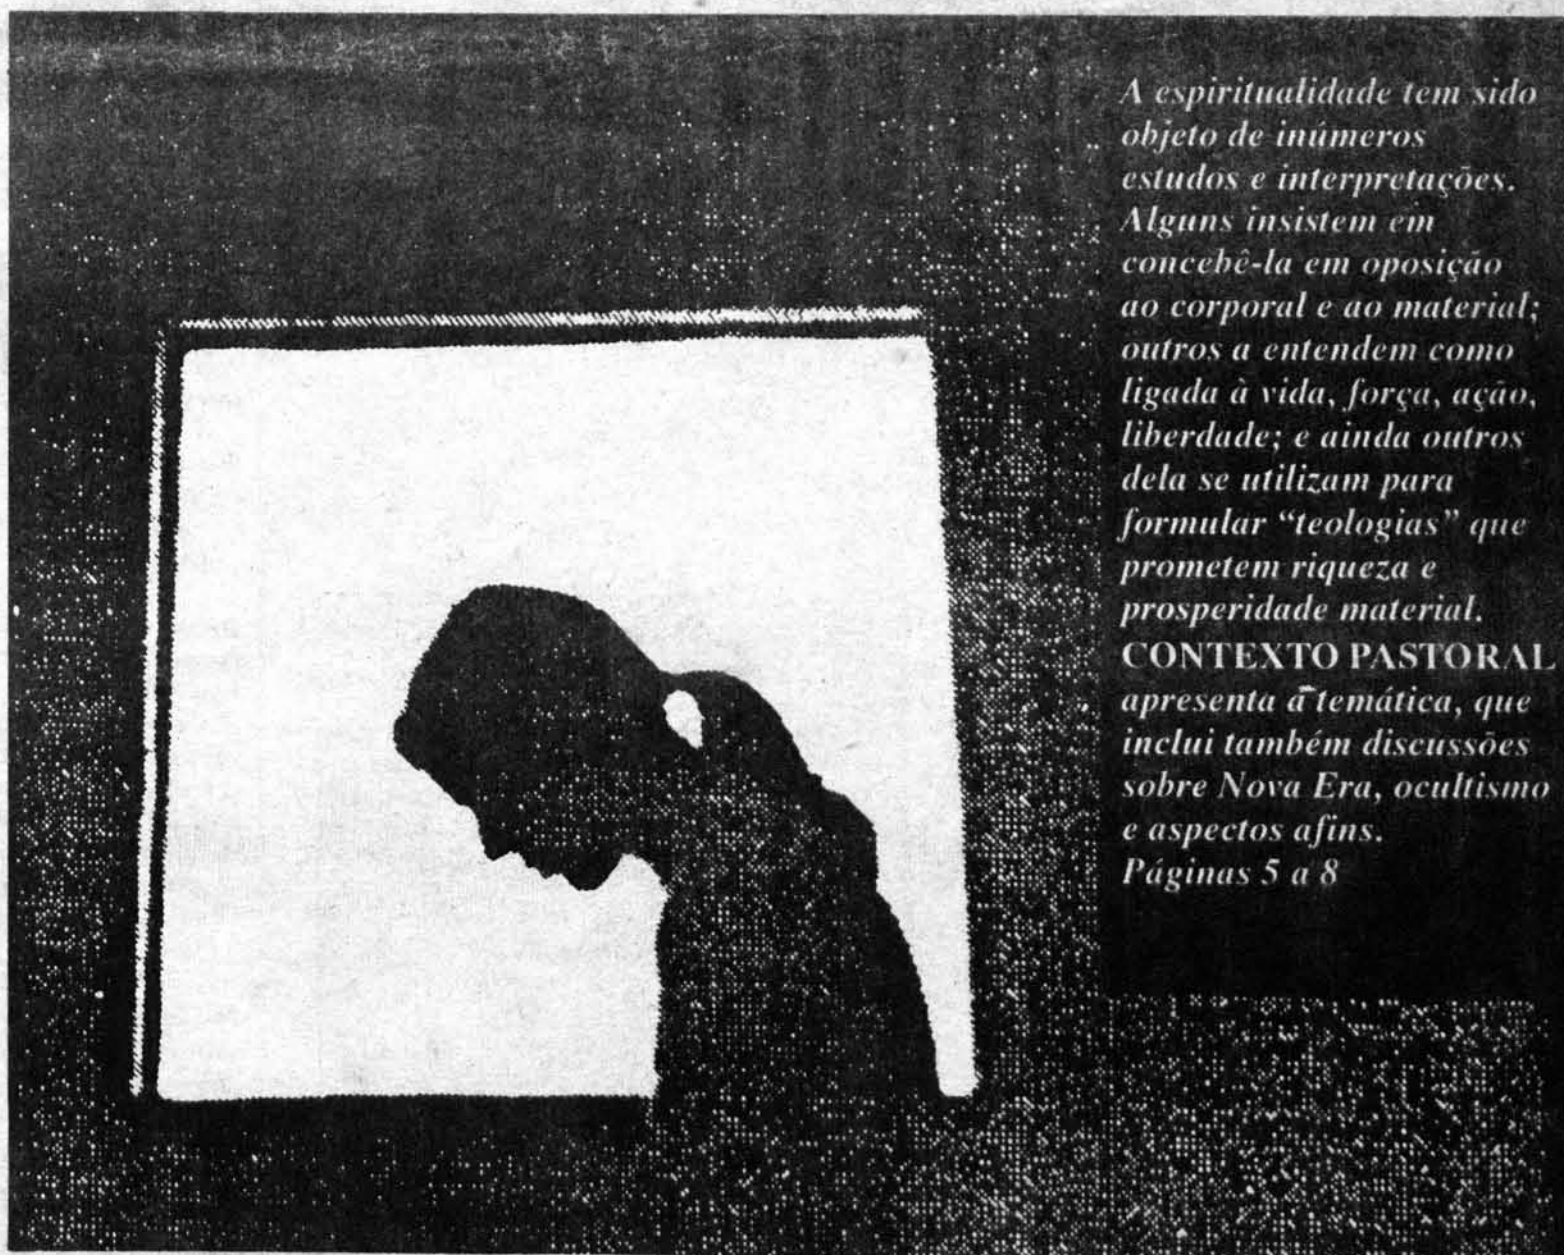 A espiritualidade tem sido
objeto de inúmeros
estudos e interpretações.
Alguns insistem em
concebê-la em oposição
ao corporal e ao material;
outros a entendem como
ligada à vida, força, ação,
liberdade; e ainda outros
dela se utilizam para
formular “teologias” que
prometem riqueza e
prosperidade material.
CONTEXTO PASTORAL
apresenta a temática, que
inclui também discussões
sobre Nova Era, ocultismo
e aspectos afins.
Páginas 5 a 8